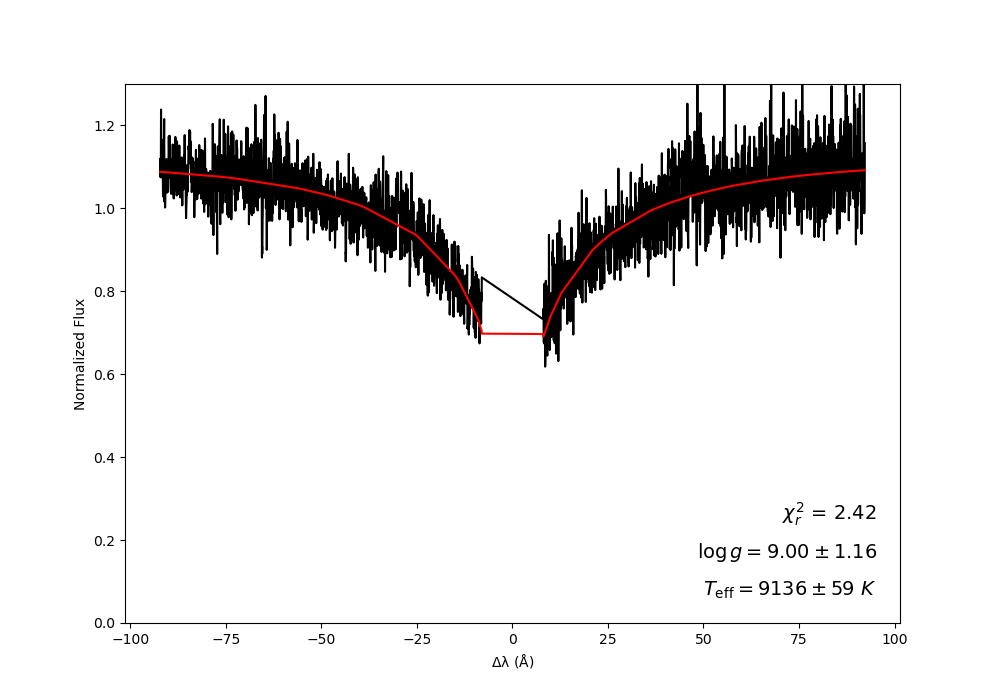 1.2
1.0
0.8
0.6
0.4
0.2
0.0
Normalized Flux
χ²ᵣ = 2.42
log g = 9.00 ± 1.16
T_eff = 9136 ± 59 K
−100 −75 −50 −25 0 25 50 75 100
Δλ (Å)